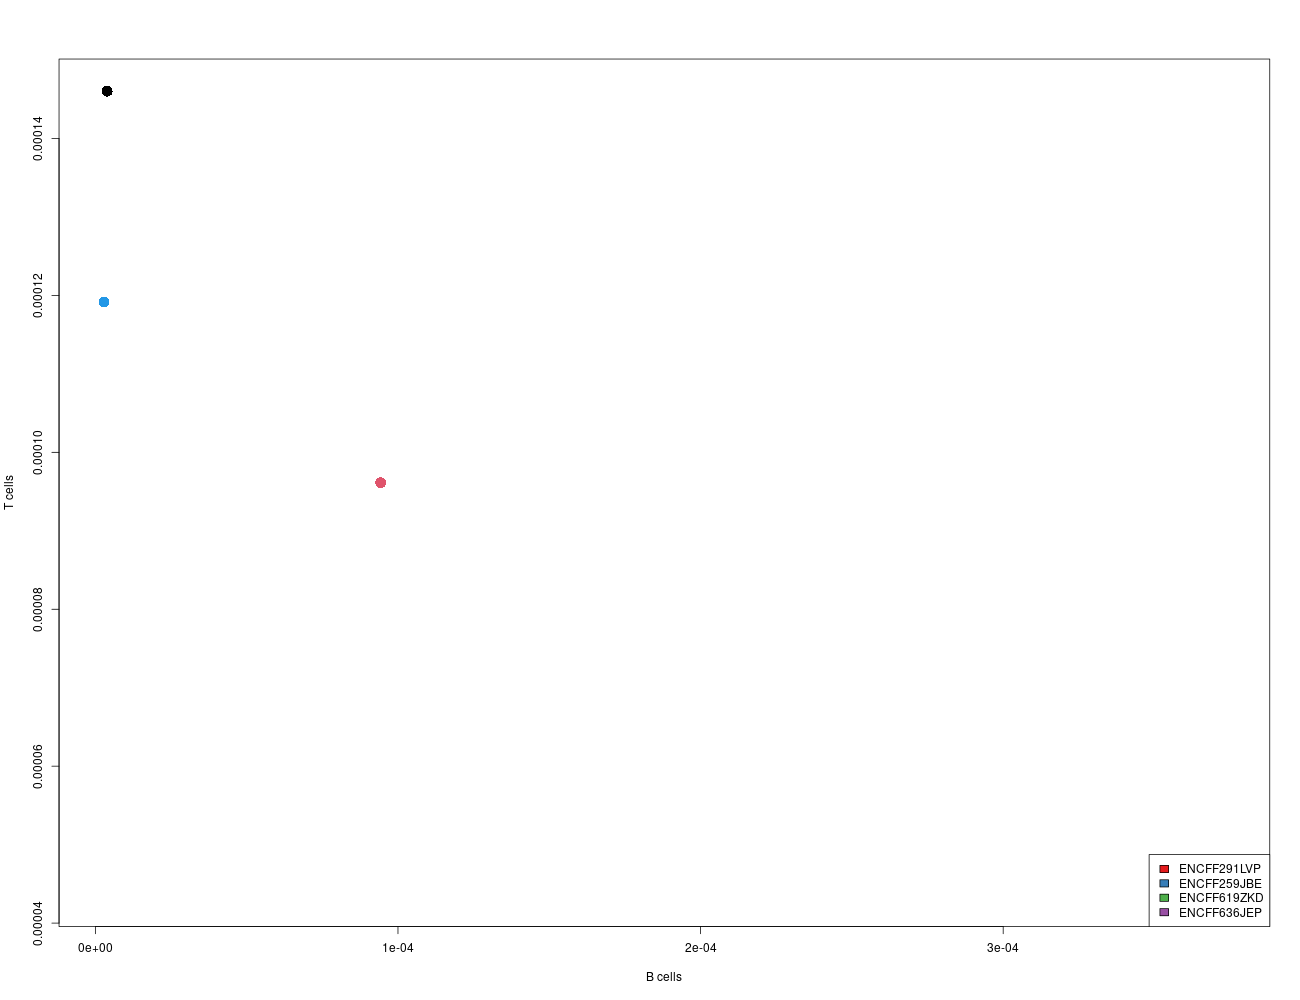 T cells
0.00014
0.00012
0.00010
0.00008
0.00006
0.00004
ENCFF291LVP
ENCFF259JBE
ENCFF619ZKD
ENCFF636JEP
0e+00
1e-04
2e-04
3e-04
B cells